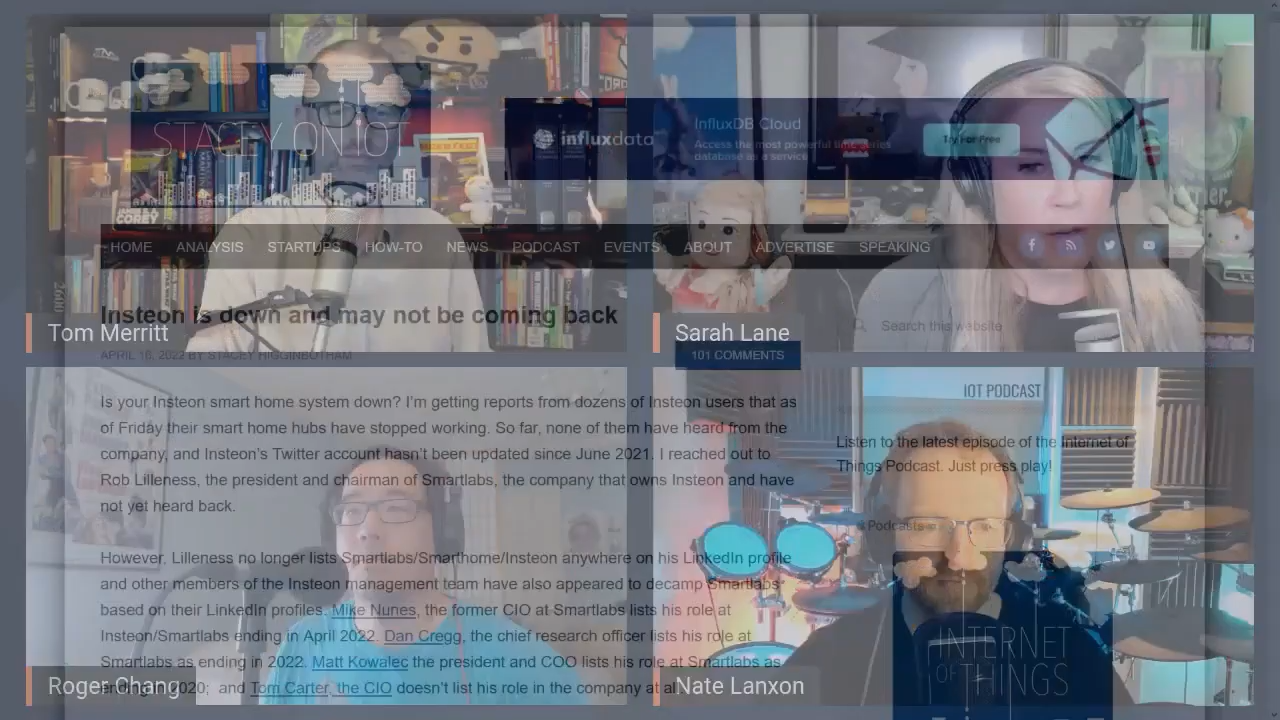 STACEY ON IOT
influxdata
InfluxDB Cloud
Access the most powerful time series
database as a service
Try For Free
HOME ANALYSIS STARTUPS HOW-TO NEWS PODCAST EVENTS ABOUT ADVERTISE SPEAKING
Insteon is down and may not be coming back
Search this website
Tom Merritt
Sarah Lane
APRIL 16, 2022 BY STACEY HIGGINBOTHAM
101 COMMENTS
IOT PODCAST
Is your Insteon smart home system down? I'm getting reports from dozens of Insteon users that as
of Friday their smart home hubs have stopped working. So far, none of them have heard from the
company, and Insteon's Twitter account hasn't been updated since June 2021. I reached out to
Rob Lilleness, the president and chairman of Smartlabs, the company that owns Insteon and have
not yet heard back.
Listen to the latest episode of the Internet of
Things Podcast. Just press play!
Podcasts
However, Lilleness no longer lists Smartlabs/Smarthome/Insteon anywhere on his LinkedIn profile
and other members of the Insteon management team have also appeared to decamp Smartlabs
based on their LinkedIn profiles. Mike Nunes, the former CIO at Smartlabs lists his role at
Insteon/Smartlabs ending in April 2022. Dan Cregg, the chief research officer lists his role at
Smartlabs as ending in 2022. Matt Kowalec the president and COO lists his role at Smartlabs as
ending in 2020; and Tom Carter, the CIO doesn't list his role in the company at al
INTERNET
OF THINGS
Roger Chang
Nate Lanxon